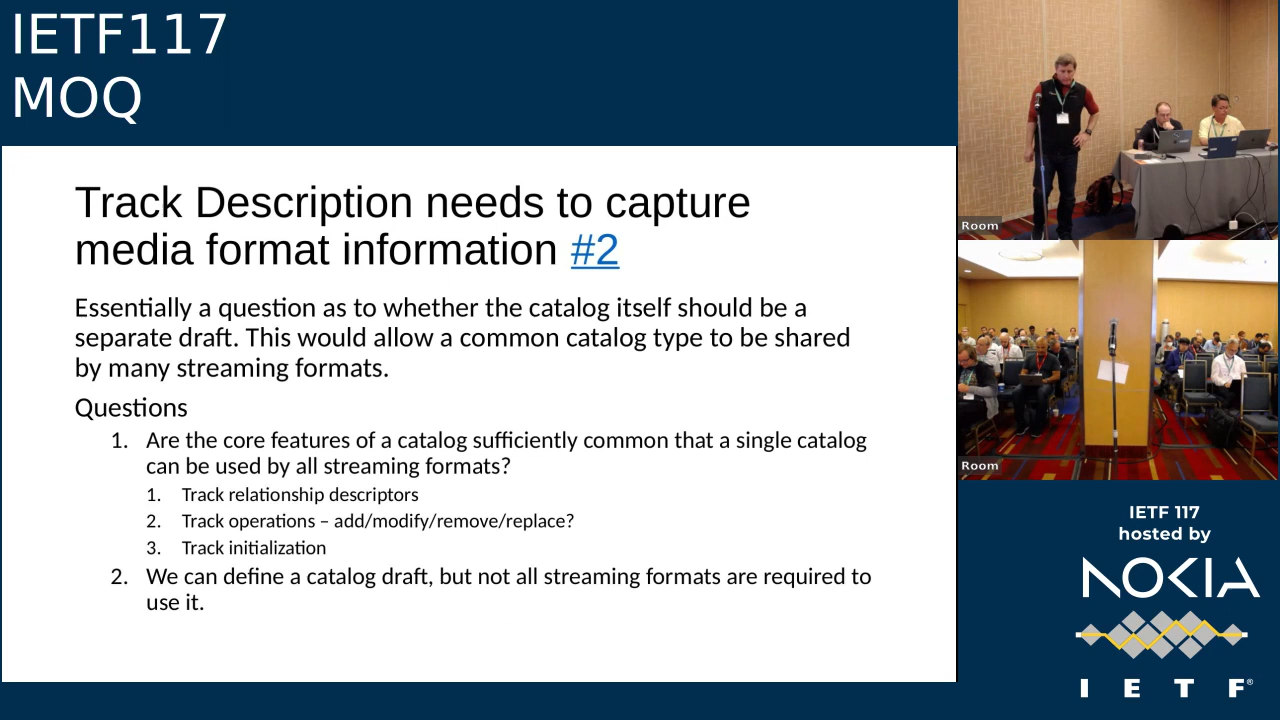 IETF117
MOQ
Track Description needs to capture
media format information #2
Essentially a question as to whether the catalog itself should be a
separate draft. This would allow a common catalog type to be shared
by many streaming formats.
Questions
1. Are the core features of a catalog sufficiently common that a single catalog
can be used by all streaming formats?
1. Track relationship descriptors
2. Track operations – add/modify/remove/replace?
3. Track initialization
2. We can define a catalog draft, but not all streaming formats are required to
use it.
Room
Room
IETF 117
hosted by
NOKIA
I E T F®